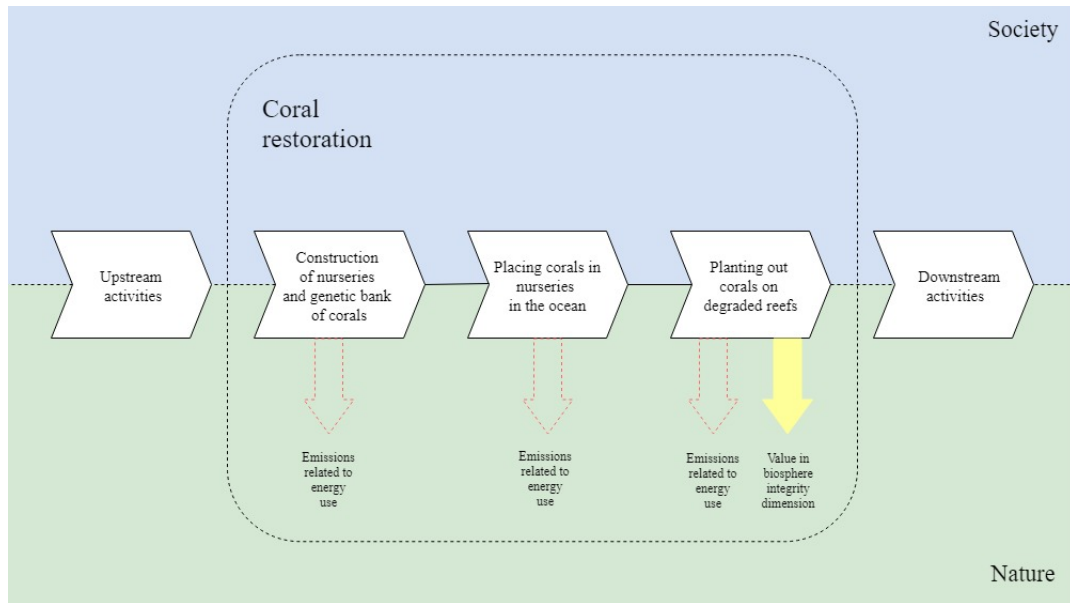 Society
Coral
restoration
Upstream
activities
Construction
of nurseries
and genetic bank
of corals
Placing corals in
nurseries
in the ocean
Planting out
corals on
degraded reefs
Downstream
activities
Emissions
related to
energy
use
Emissions
related to
energy
use
Emissions
related to
energy
use
Value in
biosphere
integrity
dimension
Nature